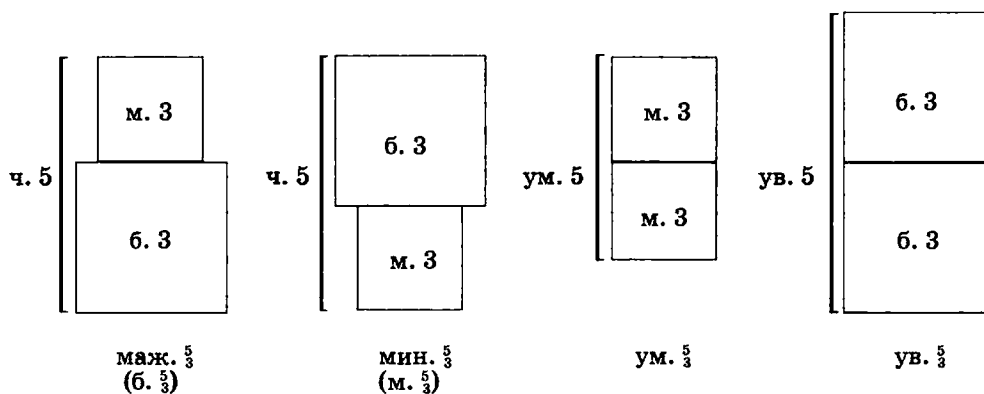 ч. 5
м. 3
б. 3
маж. 5/3
(б. 5/3)
ч. 5
б. 3
м. 3
мин. 5/3
(м. 5/3)
ум. 5
м. 3
м. 3
ум. 5/3
ув. 5
б. 3
б. 3
ув. 5/3